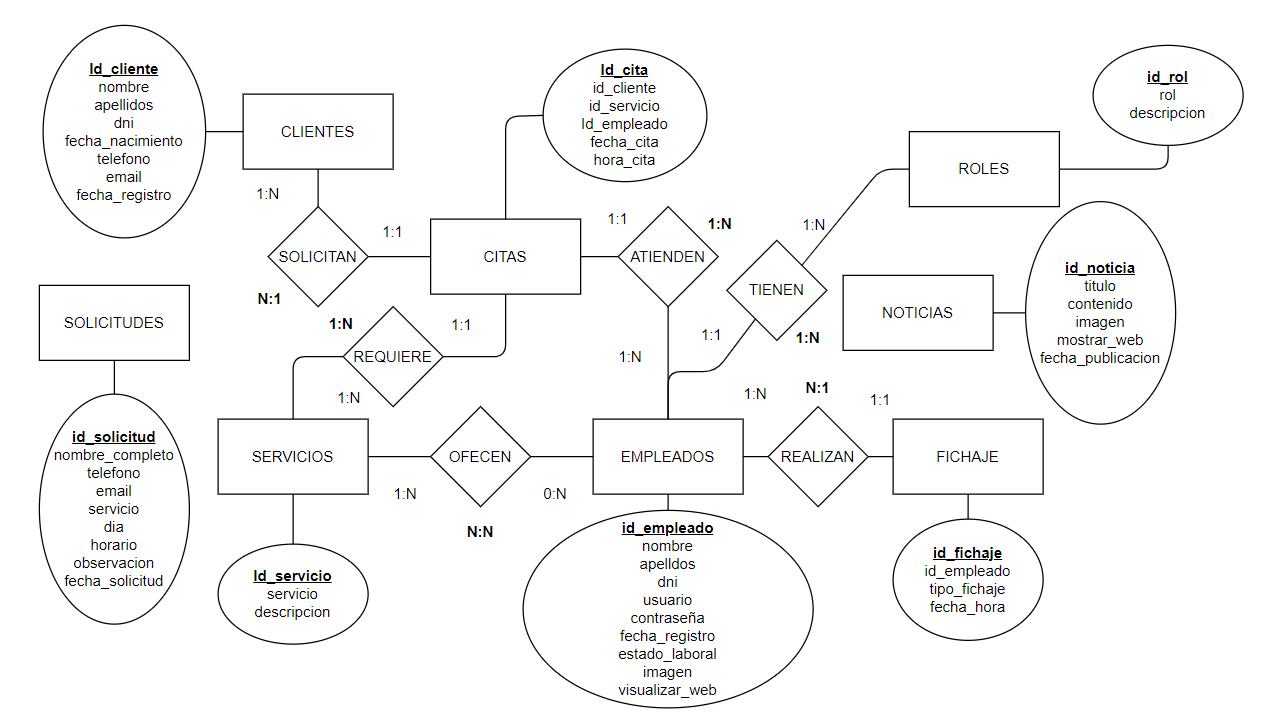 Id_cliente
nombre
apellidos
dni
fecha_nacimiento
telefono
email
fecha_registro
CLIENTES
Id_cita
id_cliente
id_servicio
Id_empleado
fecha_cita
hora_cita
id_rol
rol
descripcion
ROLES
1:N
SOLICITAN
1:1
N:1
CITAS
1:1
ATIENDEN
1:N
1:N
1:N
TIENEN
1:1
1:N
id_noticia
titulo
contenido
imagen
mostrar_web
fecha_publicacion
NOTICIAS
SOLICITUDES
1:N
REQUIERE
1:1
1:N
id_solicitud
nombre_completo
telefono
email
servicio
dia
horario
observacion
fecha_solicitud
SERVICIOS
1:N
OFECEN
0:N
N:N
EMPLEADOS
1:N
N:1
REALIZAN
1:1
FICHAJE
Id_servicio
servicio
descripcion
id_empleado
nombre
apelldos
dni
usuario
contraseña
fecha_registro
estado_laboral
imagen
visualizar_web
id_fichaje
id_empleado
tipo_fichaje
fecha_hora